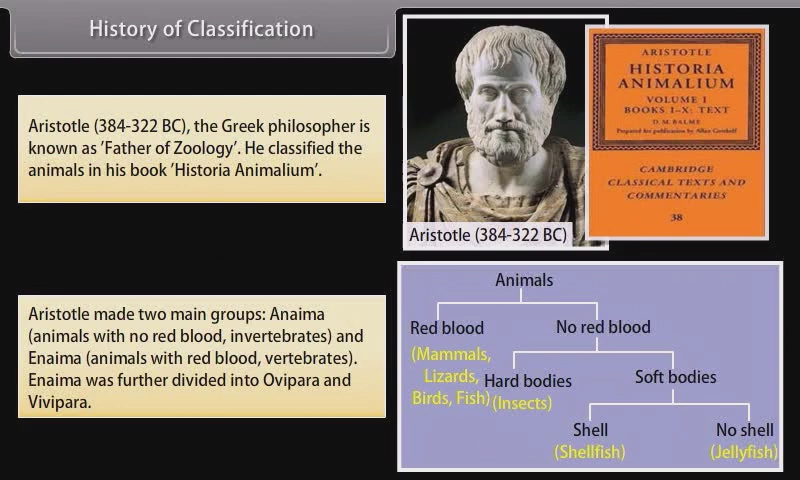 History of Classification
Aristotle (384-322 BC), the Greek philosopher is
known as 'Father of Zoology'. He classified the
animals in his book 'Historia Animalium'.
Aristotle (384-322 BC)
ARISTOTLE
HISTORIA
ANIMALIUM
VOLUME I
BOOKS I–X: TEXT
D. M. BALME
Prepared for publication by Allan Gotthelf
CAMBRIDGE
CLASSICAL TEXTS AND
COMMENTARIES
38
Aristotle made two main groups: Anaima
(animals with no red blood, invertebrates) and
Enaima (animals with red blood, vertebrates).
Enaima was further divided into Ovipara and
Vivipara.
Animals
Red blood
No red blood
(Mammals,
Lizards,
Birds, Fish)
Hard bodies
(Insects)
Soft bodies
Shell
(Shellfish)
No shell
(Jellyfish)